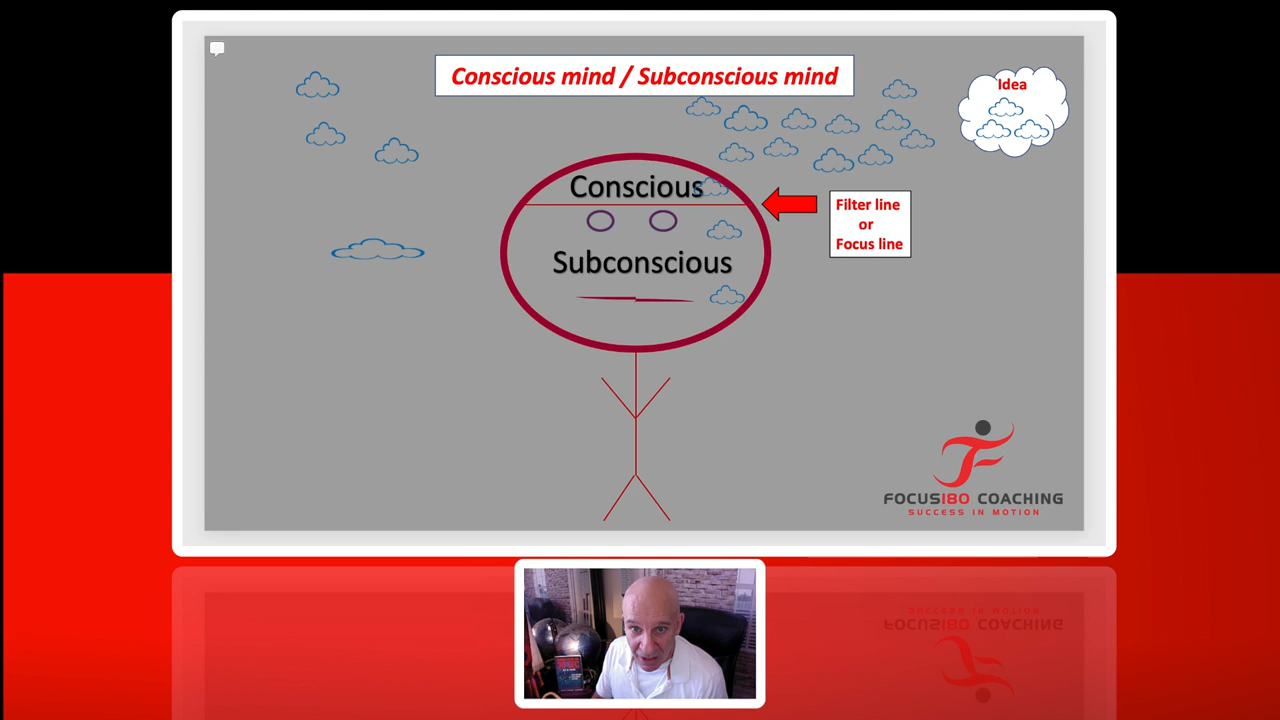 Conscious mind / Subconscious mind
Idea
Conscious
Filter line
or
Focus line
Subconscious
FOCUS180 COACHING
SUCCESS IN MOTION